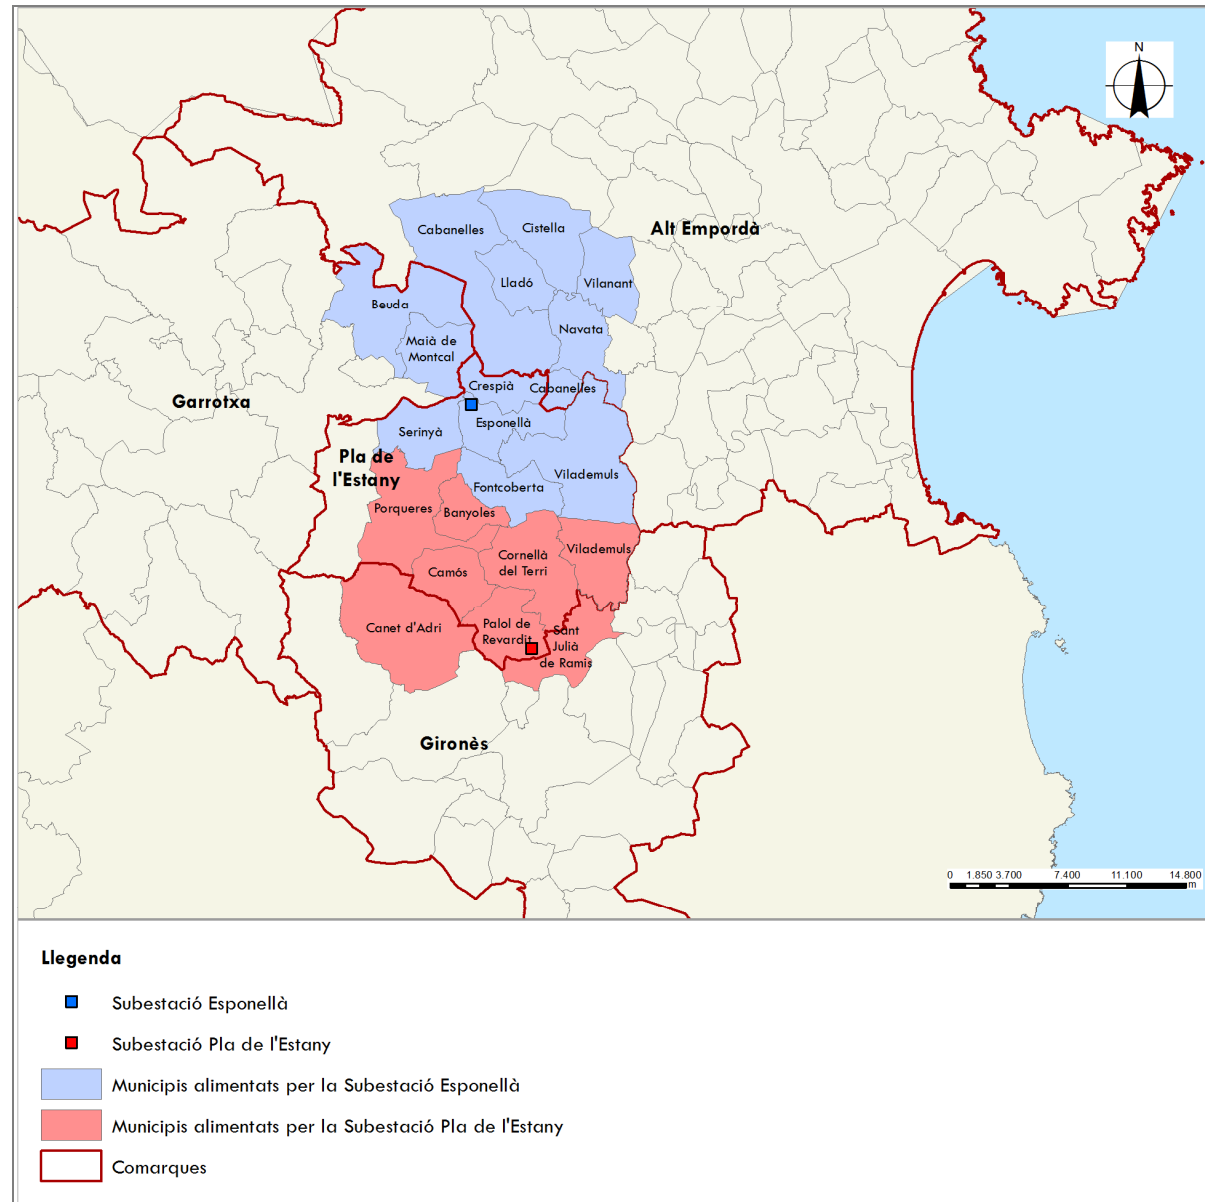 N
Alt Empordà
Cabanelles
Cistella
Lladó
Vilanant
Beuda
Navata
Maià de
Montcal
Crespià
Cabanelles
Garrotxa
Esponellà
Serinyà
Pla de
l'Estany
Vilademuls
Fontcoberta
Porqueres
Banyoles
Cornellà
del Terri
Vilademuls
Camós
Canet d'Adri
Palol de
Revardit
Sant
Julià
de Ramis
Gironès
0 1.850 3.700 7.400 11.100 14.800
m
Llegenda
Subestació Esponellà
Subestació Pla de l'Estany
Municipis alimentats per la Subestació Esponellà
Municipis alimentats per la Subestació Pla de l'Estany
Comarques